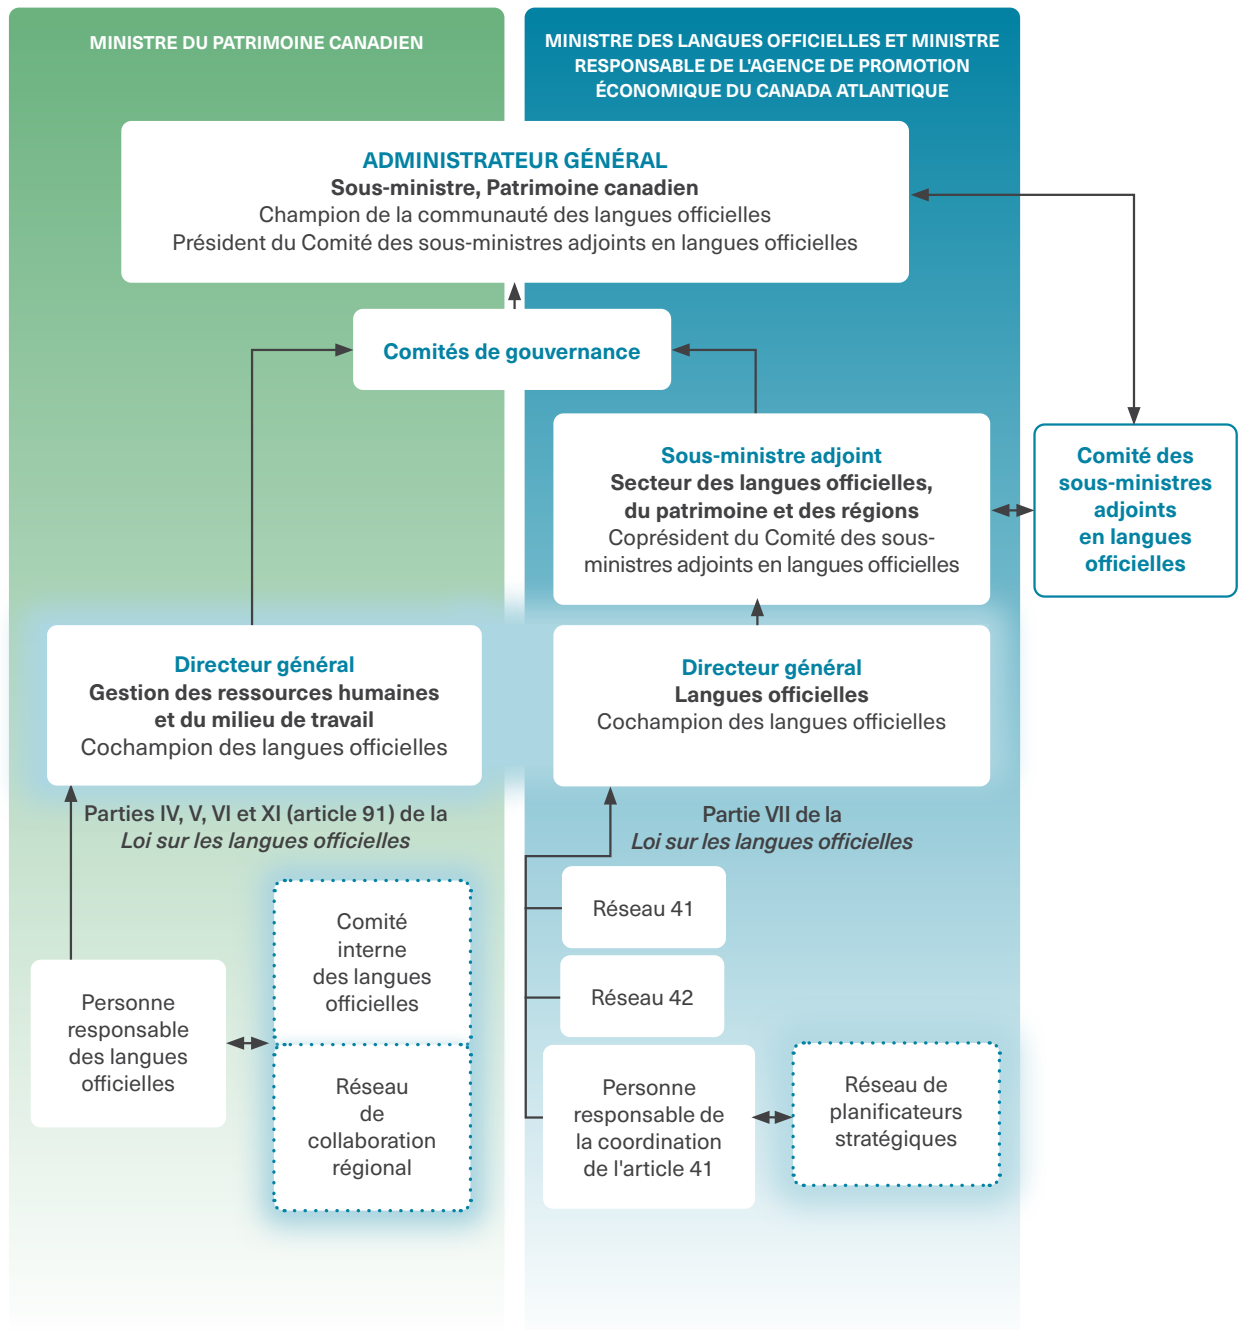 MINISTRE DU PATRIMOINE CANADIEN
MINISTRE DES LANGUES OFFICIELLES ET MINISTRE
RESPONSABLE DE L'AGENCE DE PROMOTION
ÉCONOMIQUE DU CANADA ATLANTIQUE
ADMINISTRATEUR GÉNÉRAL
Sous-ministre, Patrimoine canadien
Champion de la communauté des langues officielles
Président du Comité des sous-ministres adjoints en langues officielles
Comités de gouvernance
Sous-ministre adjoint
Secteur des langues officielles,
du patrimoine et des régions
Coprésident du Comité des sous-
ministres adjoints en langues officielles
Comité des
sous-ministres
adjoints
en langues
officielles
Directeur général
Gestion des ressources humaines
et du milieu de travail
Cochampion des langues officielles
Directeur général
Langues officielles
Cochampion des langues officielles
Parties IV, V, VI et XI (article 91) de la
Loi sur les langues officielles
Partie VII de la
Loi sur les langues officielles
Personne
responsable
des langues
officielles
Comité
interne
des langues
officielles
Réseau
de
collaboration
régional
Réseau 41
Réseau 42
Personne
responsable de
la coordination
de l'article 41
Réseau de
planificateurs
stratégiques